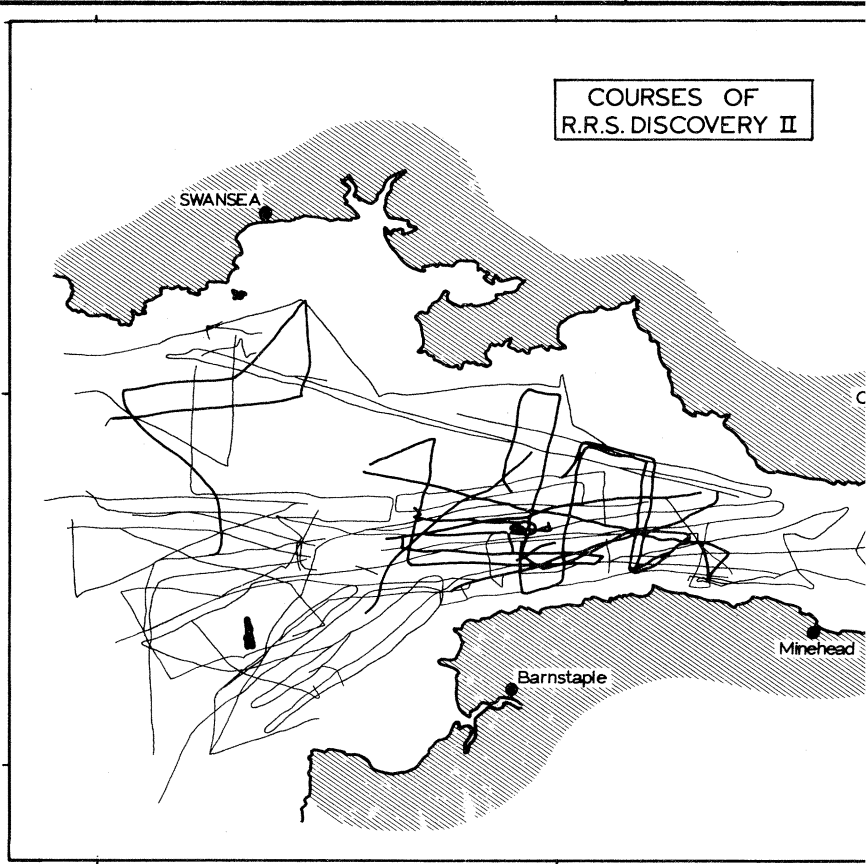 COURSES OF
R.R.S. DISCOVERY II
SWANSEA
Minehead
Barnstaple